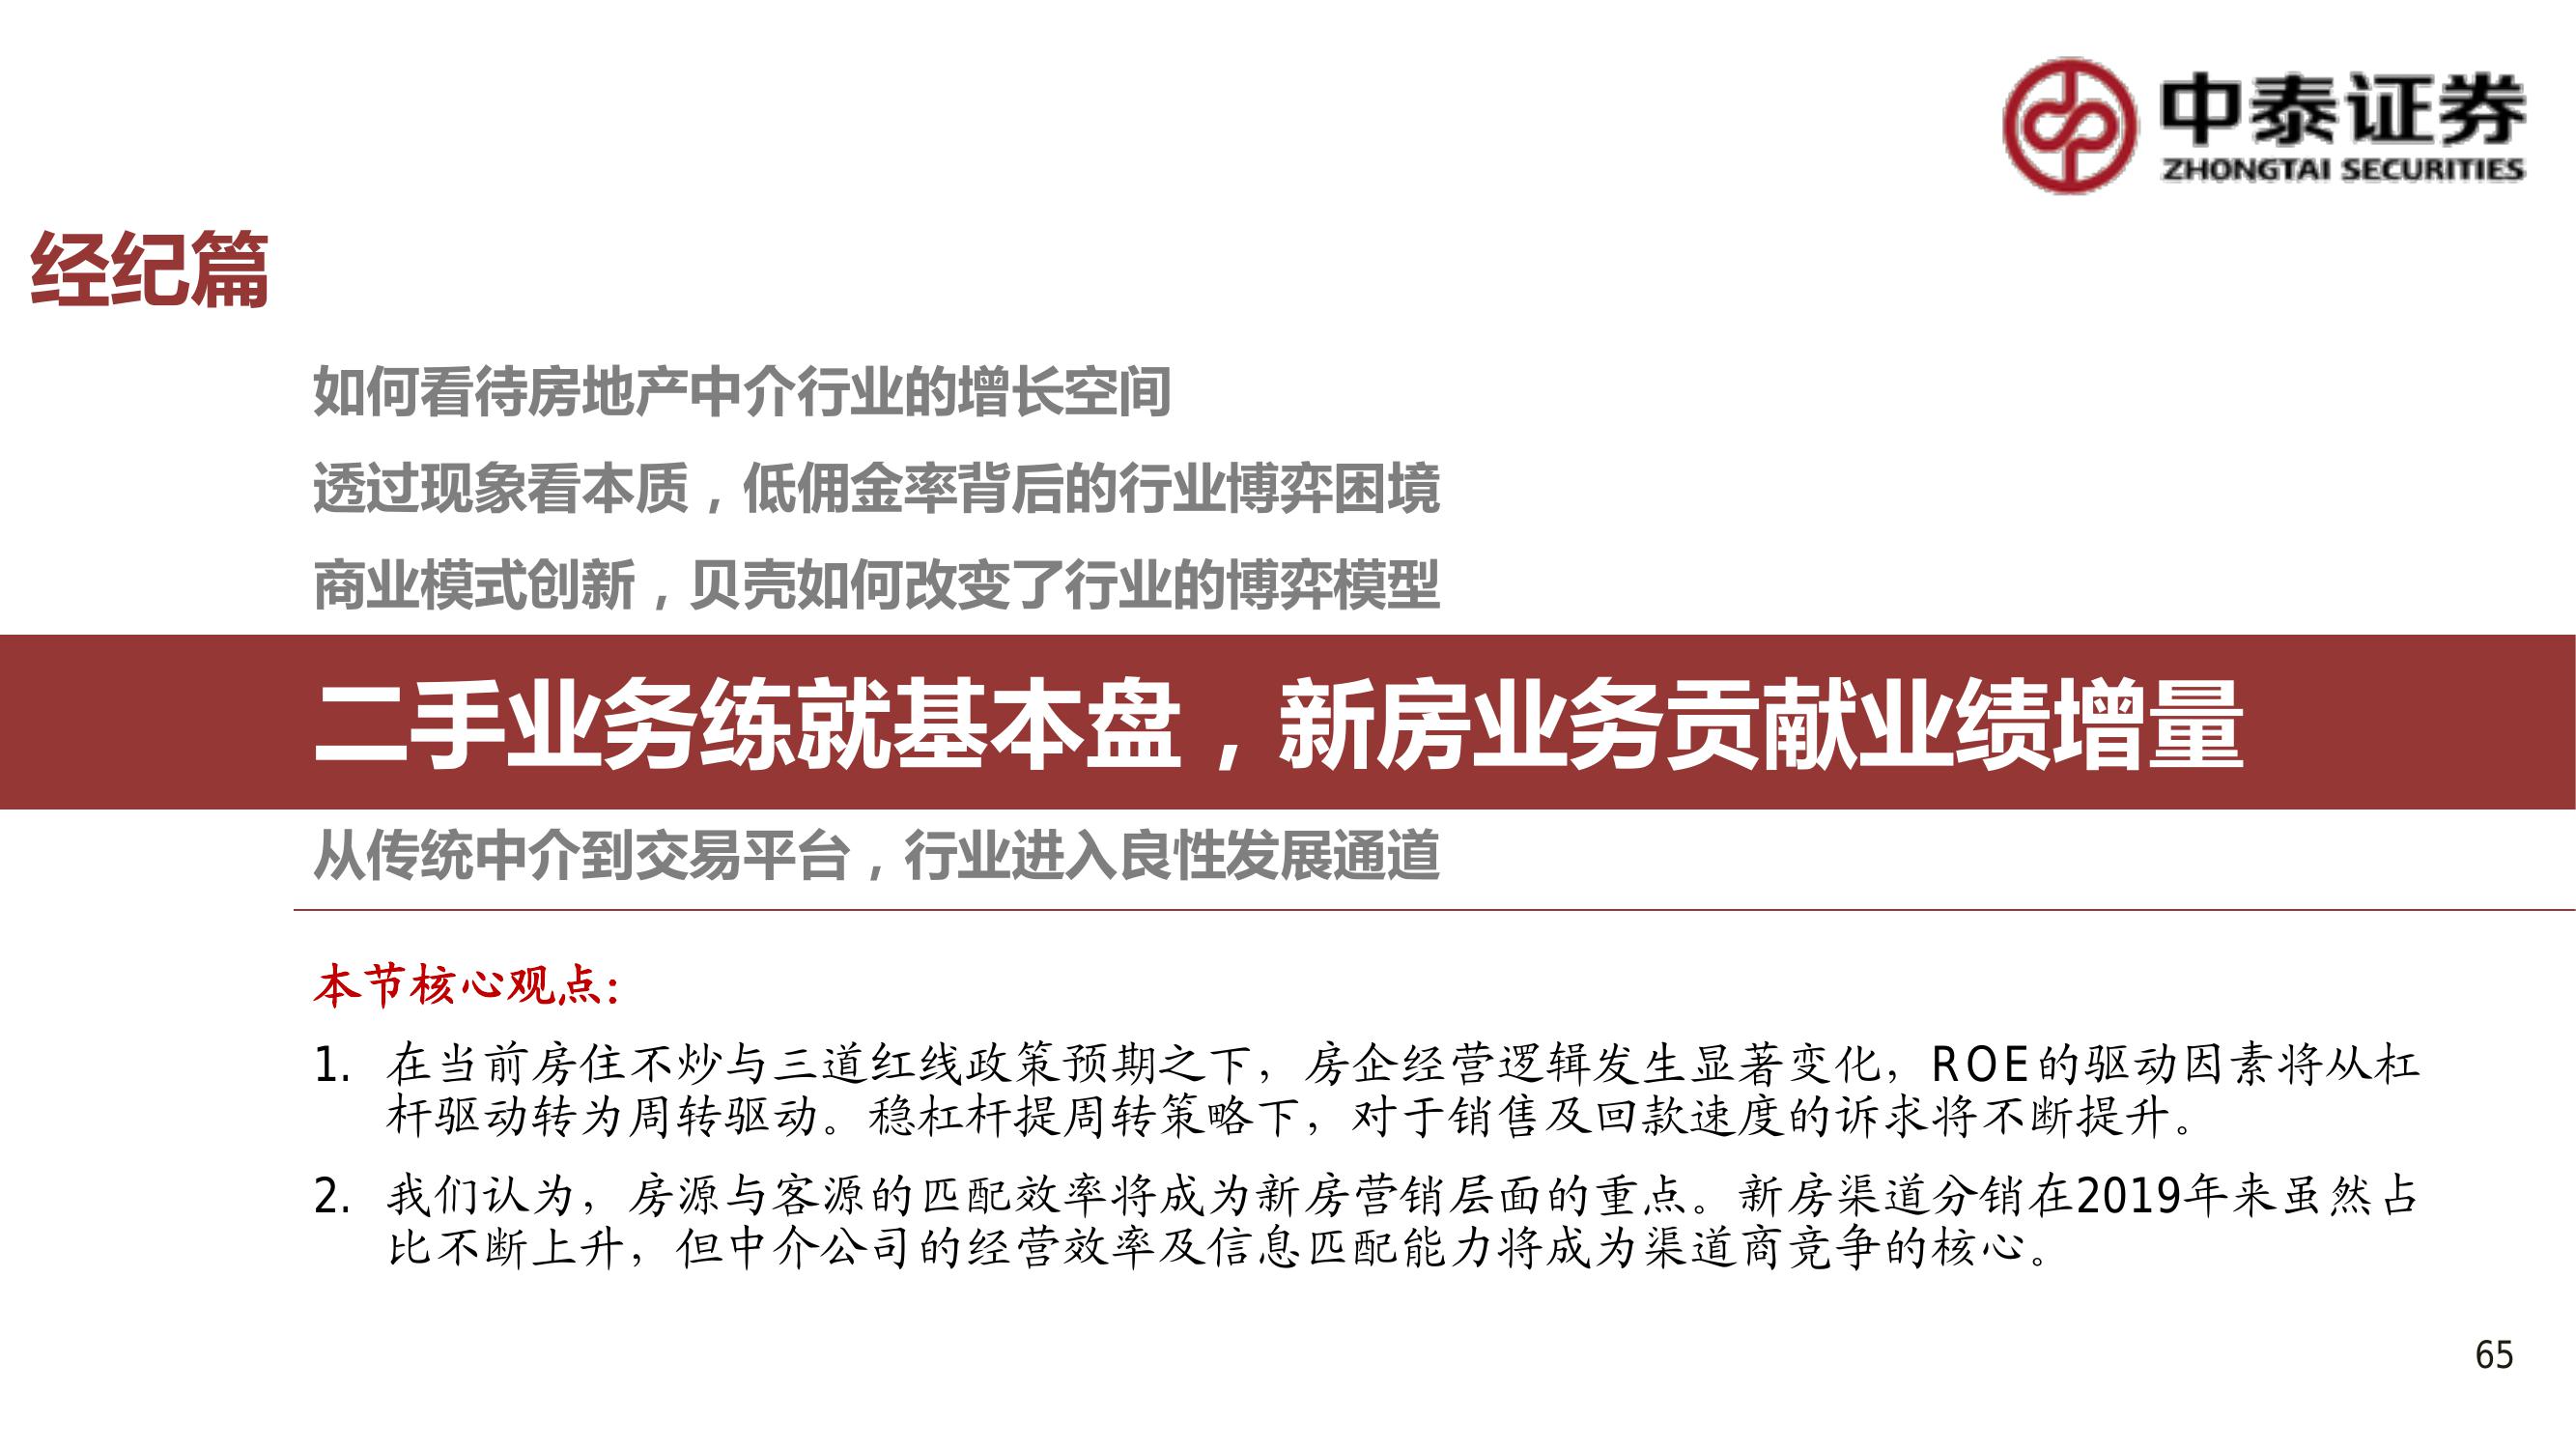 中泰证券
ZHONGTAI SECURITIES
经纪篇
如何看待房地产中介行业的增长空间
透过现象看本质，低佣金率背后的行业博弈困境
商业模式创新，贝壳如何改变了行业的博弈模型
二手业务练就基本盘，新房业务贡献业绩增量
从传统中介到交易平台，行业进入良性发展通道
本节核心观点：
1. 在当前房住不炒与三道红线政策预期之下，房企经营逻辑发生显著变化，ROE的驱动因素将从杠
杆驱动转为周转驱动。稳杠杆提周转策略下，对于销售及回款速度的诉求将不断提升。
2. 我们认为，房源与客源的匹配效率将成为新房营销层面的重点。新房渠道分销在2019年来虽然占
比不断上升，但中介公司的经营效率及信息匹配能力将成为渠道商竞争的核心。
65